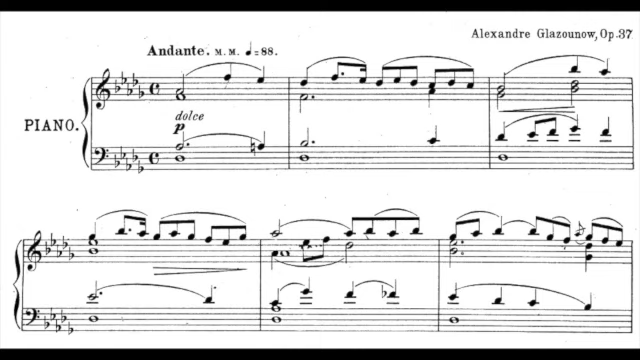 Alexandre Glazounow, Op. 37
Andante. M. M. ♩=88.
PIANO.
dolce
p